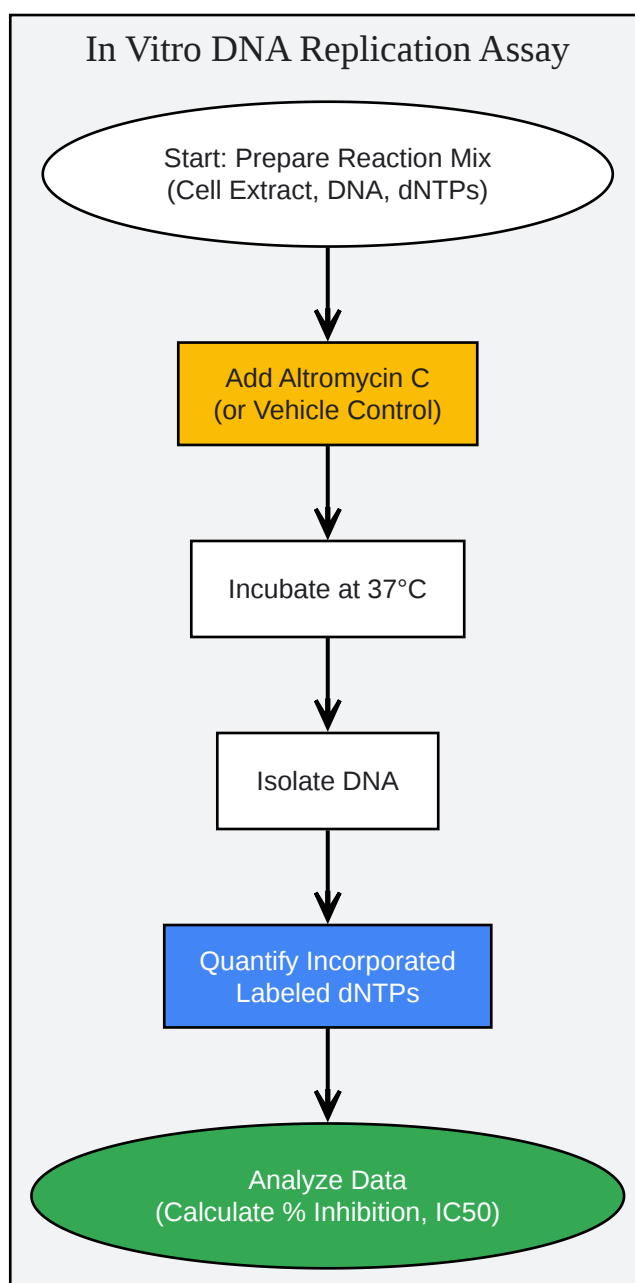 In Vitro DNA Replication Assay
Start: Prepare Reaction Mix
(Cell Extract, DNA, dNTPs)
Add Altromycin C
(or Vehicle Control)
Incubate at 37°C
Isolate DNA
Quantify Incorporated
Labeled dNTPs
Analyze Data
(Calculate % Inhibition, IC50)